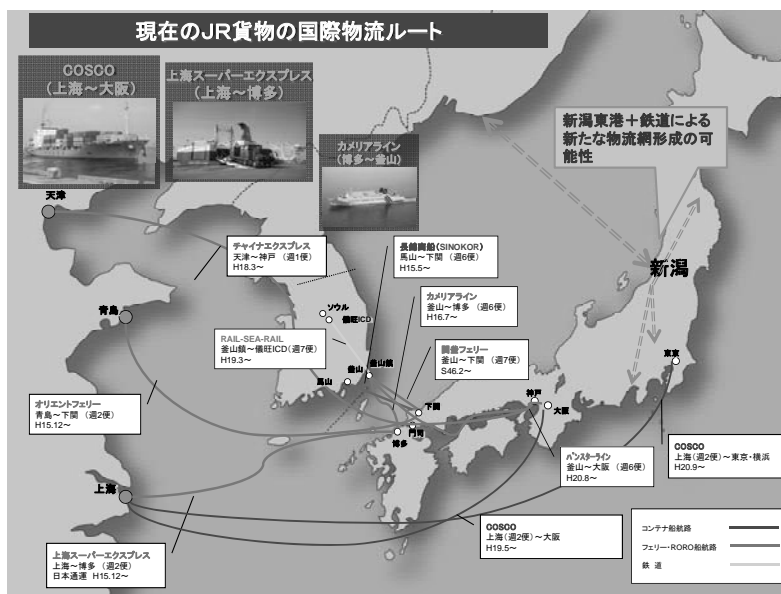 現在のJR貨物の国際物流ルート
COSCO
(上海～大阪)
上海スーパーエクスプレス
(上海～博多)
カメリアライン
(博多～釜山)
新潟東港＋鉄道による
新たな物流網形成の可
能性
天津
チャイナエクスプレス
天津～神戸 (週1便)
H18.3～
長錦商船(SINOKOR)
馬山～下関 (週6便)
H15.5～
新潟
カメリアライン
釜山～博多 (週6便)
H16.7～
青島
ソウル
儀旺ICD
RAIL-SEA-RAIL
釜山鎮～儀旺ICD(週7便)
H19.3～
関釜フェリー
釜山～下関 (週7便)
S46.2～
東京
釜山
釜山鎮
馬山
オリエントフェリー
青島～下関 (週2便)
H15.12～
下関
神戸
大阪
門司
博多
パンスターライン
釜山～大阪 (週6便)
H20.8～
COSCO
上海(週2便)～東京・横浜
H20.9～
上海
COSCO
上海(週2便)～大阪
H19.5～
上海スーパーエクスプレス
上海～博多 (週2便)
日本通運 H15.12～
コンテナ船航路
フェリー・RORO船航路
鉄 道